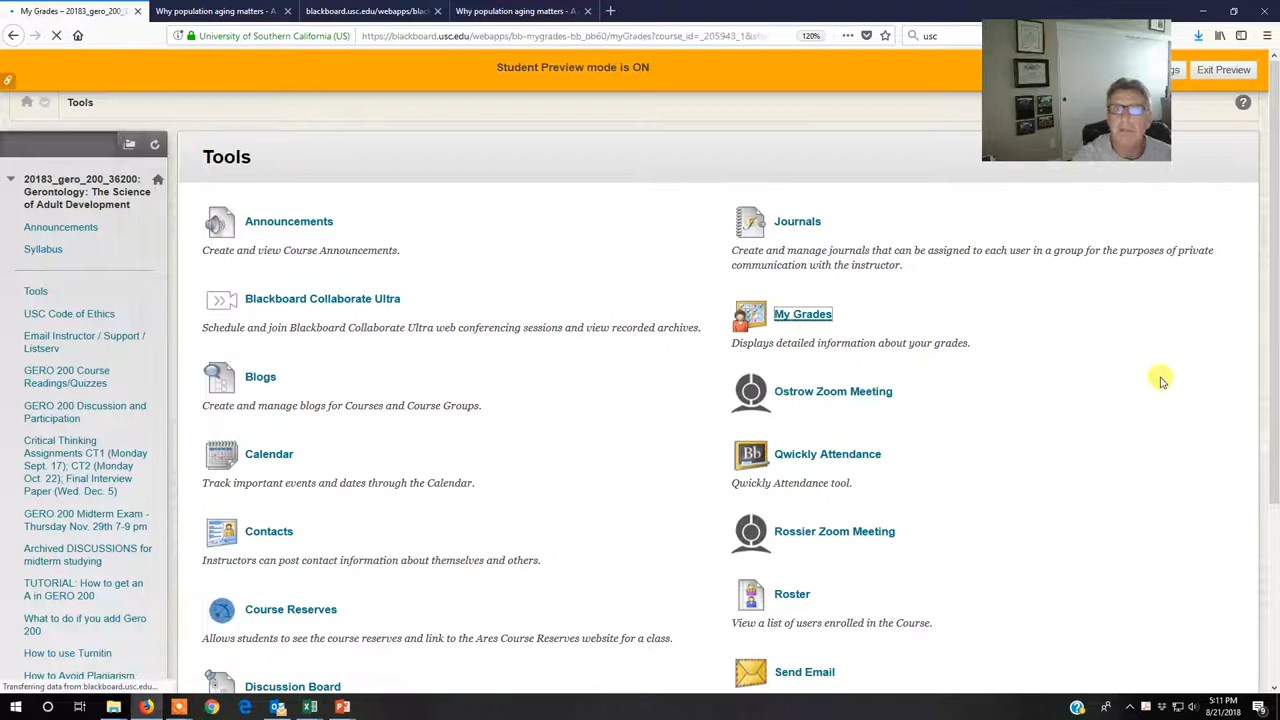 My Grades – 20183_gero_200_3
Why population aging matters - A
blackboard.usc.edu/webapps/blac
Why population aging matters - A
University of Southern California (US)
https://blackboard.usc.edu/webapps/bb-mygrades-bb_bb60/myGrades?course_id=_205943_1&
120%
usc
Student Preview mode is ON
Exit Preview
Tools
20183_gero_200_36200:
Gerontology: The Science
of Adult Development
Announcements
Syllabus
Tools
USC Code of Ethics
Email Instructor / Support /
Listserv
GERO 200 Course
Readings/Quizzes
GERO 200 Discussion and
Participation
Critical Thinking
Assignments CT1 (Monday
Sept. 17); CT2 (Monday
Oct. 22); Final Interview
Paper (Wed. Dec. 5)
GERO 200 Midterm Exam -
Thursday Nov. 29th 7-9 pm
Archived DISCUSSIONS for
midterm studying
TUTORIAL: How to get an
A in GERO 200
What to do if you add Gero
200
How to use Turnitin
How to Avoid Plagiarism
Tools
Announcements
Create and view Course Announcements.
Blackboard Collaborate Ultra
Schedule and join Blackboard Collaborate Ultra web conferencing sessions and view recorded archives.
Blogs
Create and manage blogs for Courses and Course Groups.
Calendar
Track important events and dates through the Calendar.
Contacts
Instructors can post contact information about themselves and others.
Course Reserves
Allows students to see the course reserves and link to the Ares Course Reserves website for a class.
Discussion Board
Journals
Create and manage journals that can be assigned to each user in a group for the purposes of private
communication with the instructor.
My Grades
Displays detailed information about your grades.
Ostrow Zoom Meeting
Bb
Qwickly Attendance
Qwickly Attendance tool.
Rossier Zoom Meeting
Roster
View a list of users enrolled in the Course.
Send Email
Transferring data from blackboard.usc.edu...
5:11 PM
8/21/2018